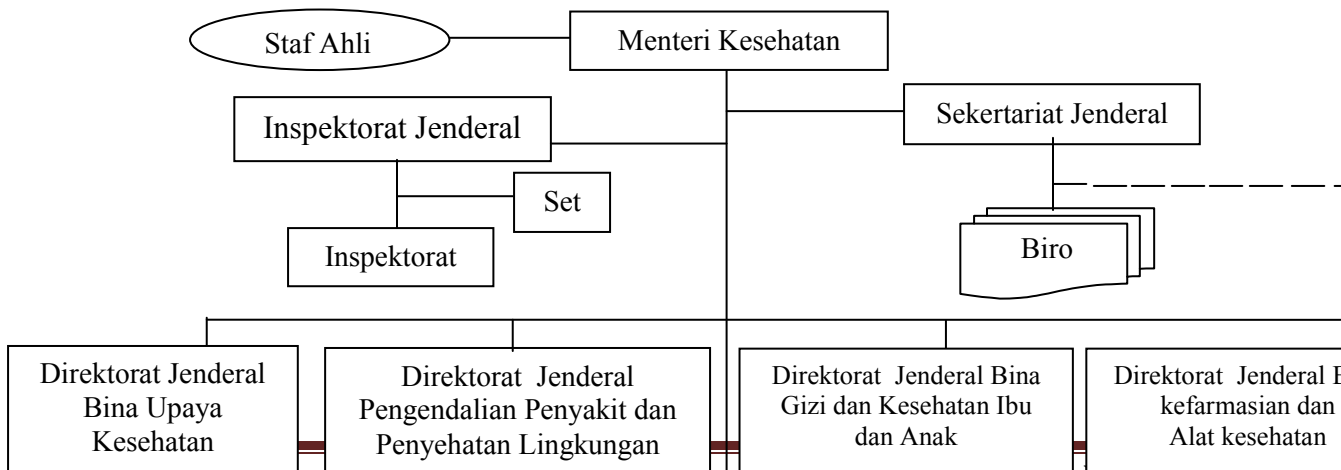 Staf Ahli
Menteri Kesehatan
Inspektorat Jenderal
Sekertariat Jenderal
Set
Inspektorat
Biro
Direktorat Jenderal
Bina Upaya
Kesehatan
Direktorat Jenderal
Pengendalian Penyakit dan
Penyehatan Lingkungan
Direktorat Jenderal Bina
Gizi dan Kesehatan Ibu
dan Anak
Direktorat Jenderal
kefarmasian dan
Alat kesehatan